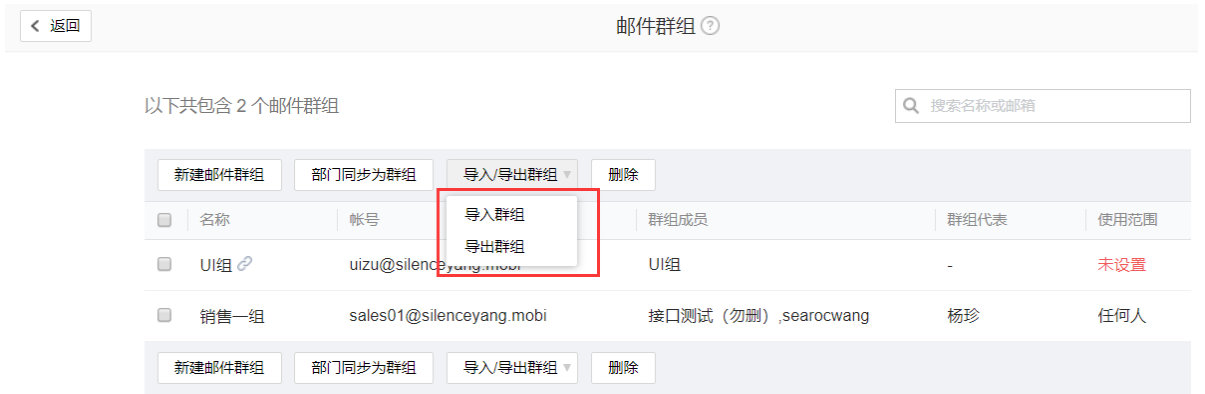 返回
邮件群组
以下共包含 2 个邮件群组
搜索名称或邮箱
新建邮件群组 部门同步为群组 导入/导出群组 删除
导入群组
导出群组
名称 帐号 群组成员 群组代表 使用范围
UI组 uizu@silenceyang.mobi UI组 - 未设置
销售一组 sales01@silenceyang.mobi 接口测试（勿删）,searocwang 杨珍 任何人
新建邮件群组 部门同步为群组 导入/导出群组 删除